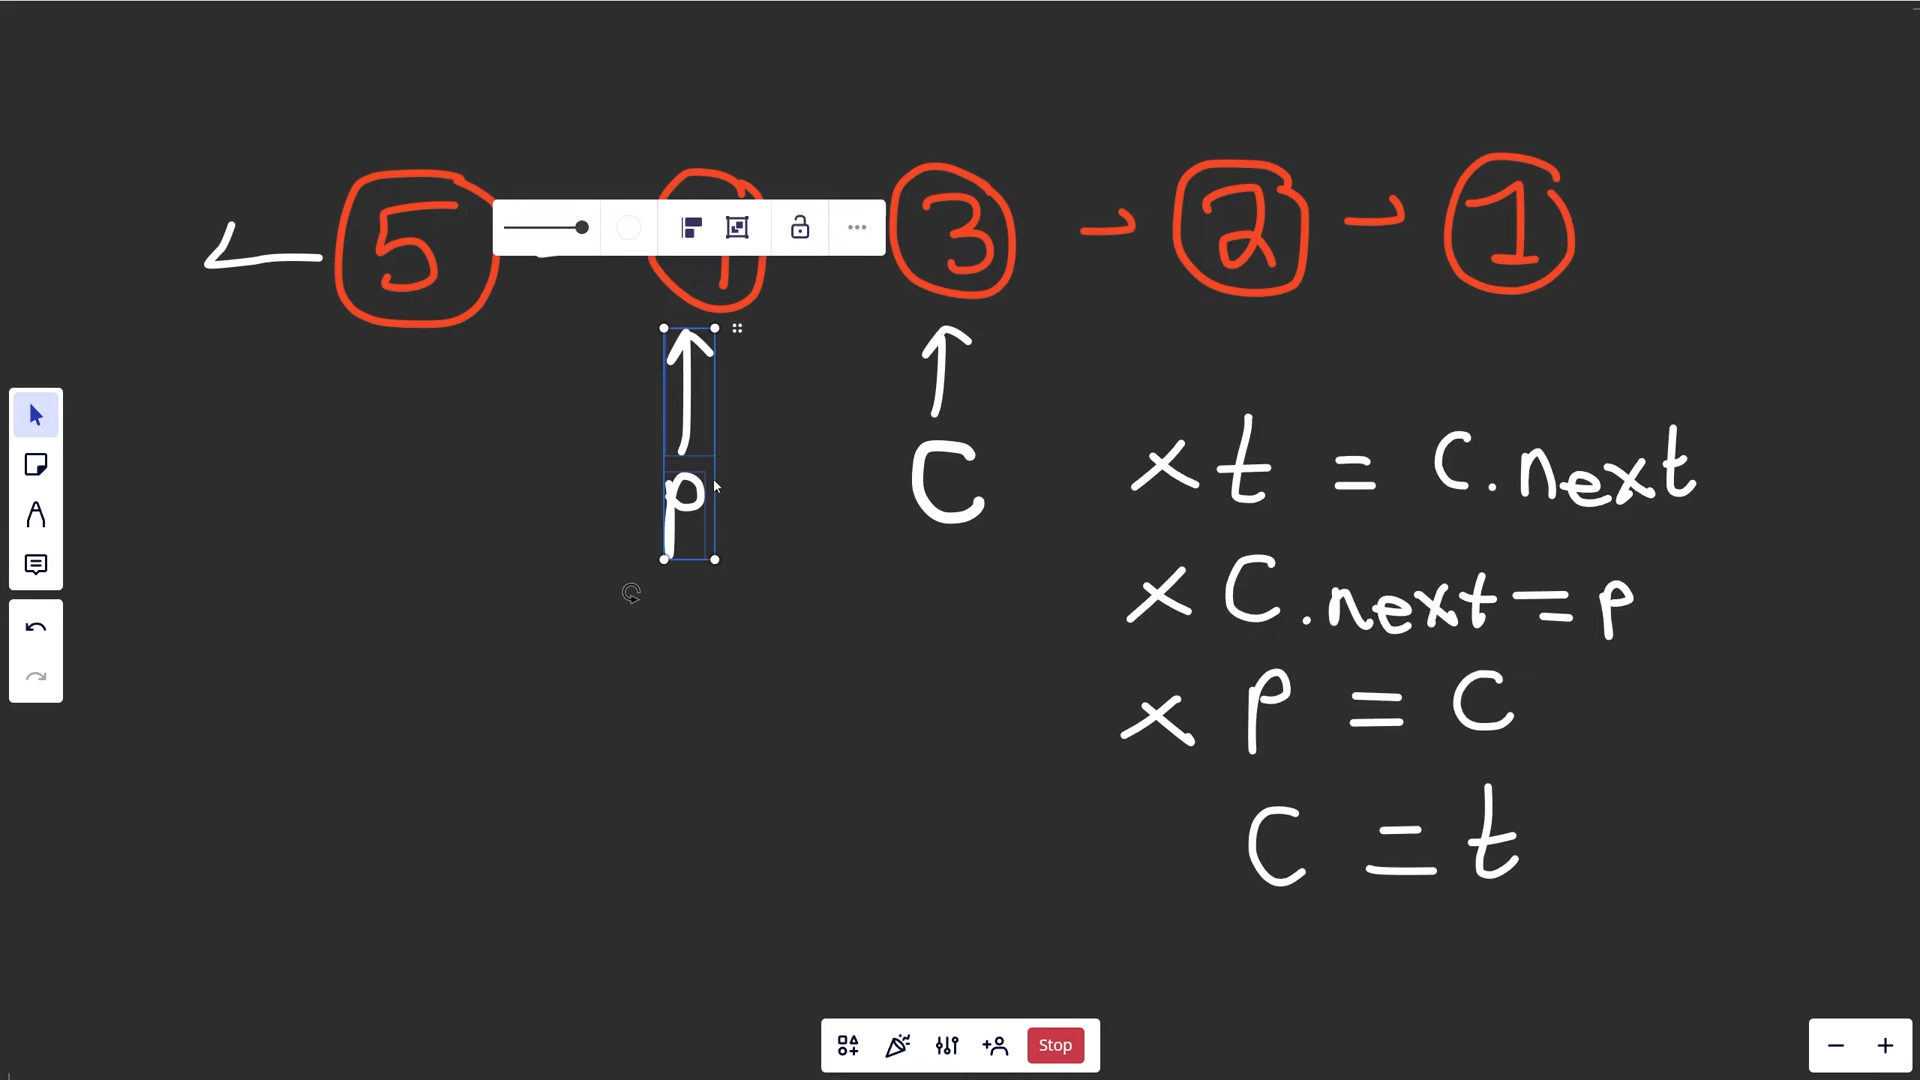 5 3 → 2 → 1
p C
x t = C.next
x C.next = p
x p = C
C = t
Stop